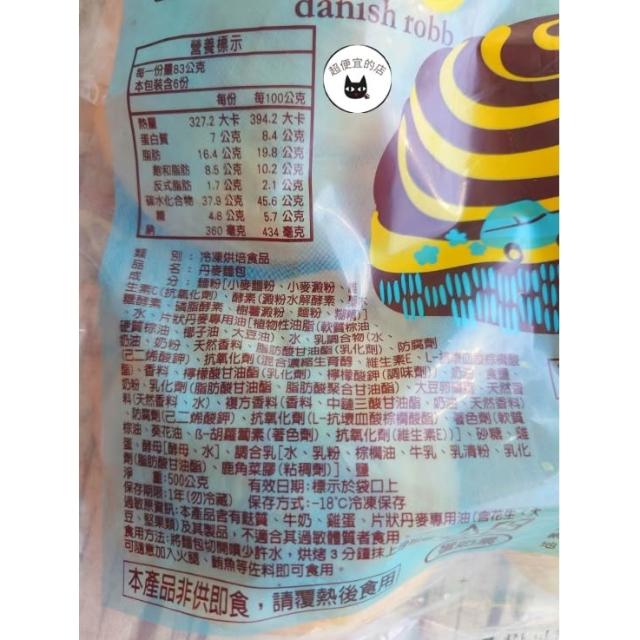 danish robb
超便宜的店
營養標示
每一份量83公克
本包裝含6份
每份 每100公克
熱量 327.2 大卡 394.2 大卡
蛋白質 7 公克 8.4 公克
脂肪 16.4 公克 19.8 公克
飽和脂肪 8.5 公克 10.2 公克
反式脂肪 1.7 公克 2.1 公克
碳水化合物 37.9 公克 45.6 公克
糖 4.8 公克 5.7 公克
鈉 360 毫克 434 毫克
類 別：冷凍烘焙食品
品 名：丹麥麵包
成 分：麵粉[小麥麵粉、小麥澱粉、維
生素C(抗氧化劑)、酵素(澱粉水解酵素、
糖酵素、磷脂酵素、樹薯澱粉、麵粉、
、水、片狀丹麥專用油[植物性油脂(軟質棕油、
硬質棕油、椰子油、大豆油)、水、乳調合物(水、
奶油、奶粉、天然香料、脂肪酸甘油酯(乳化劑)、防腐劑
(己二烯酸鉀)、抗氧化劑(混合濃縮生育醇、維生素E、L-抗壞血酸棕櫚酸
酯)、香料、檸檬酸甘油酯(乳化劑)、檸檬酸鉀(調味劑))、奶油、食鹽、
奶粉、乳化劑(脂肪酸甘油酯、脂肪酸聚合甘油酯)、大豆卵磷脂、天然香
料(天然香料、水)、複方香料(香料、中鏈三酸甘油酯、奶油、天然香料)
、防腐劑(己二烯酸鉀)、抗氧化劑(L-抗壞血酸棕櫚酸酯)、著色劑(軟質
棕油、葵花油、ß-胡蘿蔔素(著色劑)、抗氧化劑(維生素E))]、砂糖、雞
蛋、酵母[酵母、水]、調合乳[水、乳粉、棕櫚油、牛乳、乳清粉、乳化
劑(脂肪酸甘油酯)、鹿角菜膠(粘稠劑)]、鹽
淨 重:500公克 有效日期:標示於袋口上
保存期限:1年(勿冷藏) 保存方式:-18℃冷凍保存
過敏原資訊:本產品含有麩質、牛奶、雞蛋、片狀丹麥專用油(含花生、大
豆、堅果類)及其製品，不適合其過敏體質者食用。
食用方法:將麵包切開噴少許水，烘烤3分鐘抹上
可隨意加入火腿、鮪魚等佐料即可食用。
本產品非供即食，請覆熱後食用